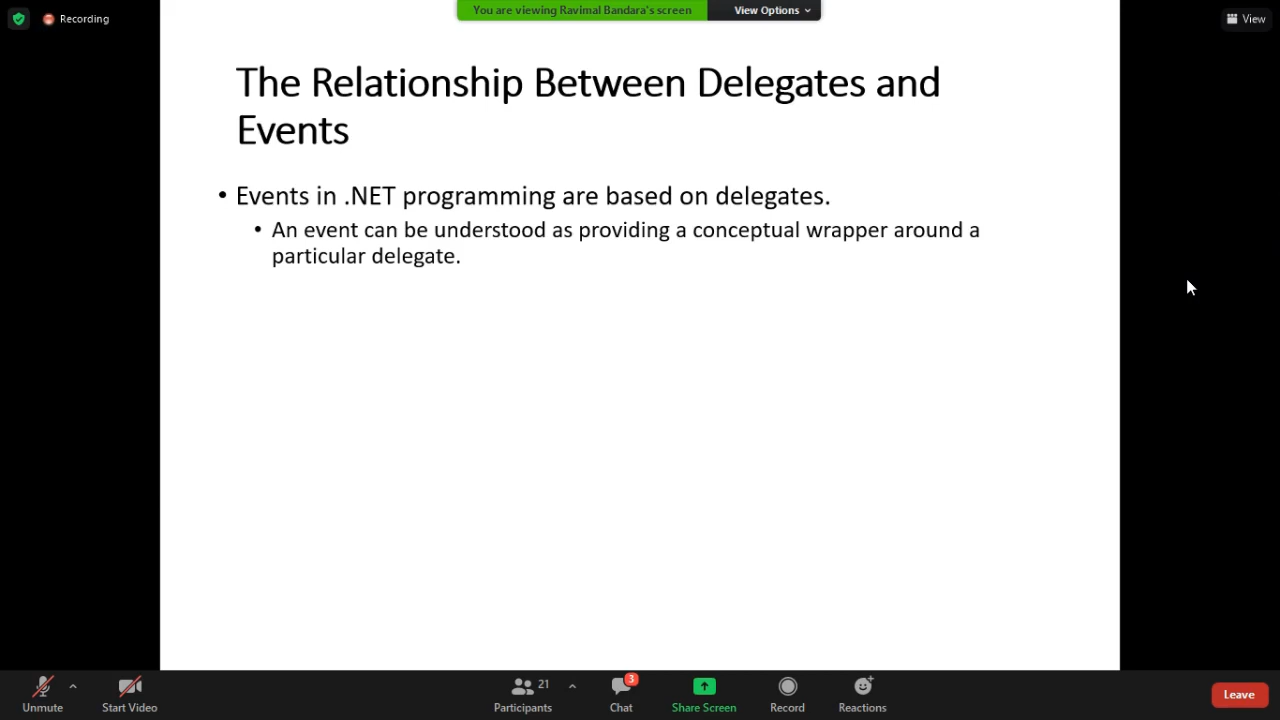 Recording
You are viewing Ravimal Bandara's screen
View Options
View
The Relationship Between Delegates and
Events
• Events in .NET programming are based on delegates.
• An event can be understood as providing a conceptual wrapper around a
particular delegate.
Unmute
Start Video
21
Participants
3
Chat
Share Screen
Record
Reactions
Leave